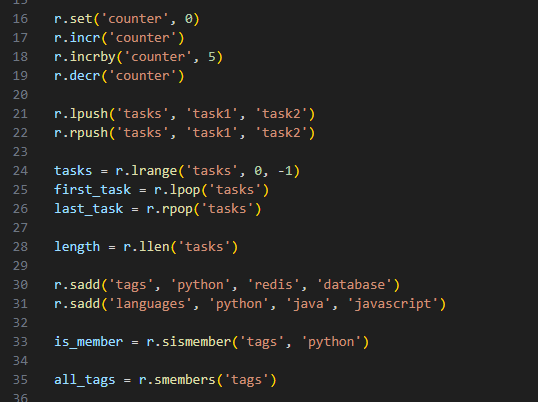 16 r.set('counter', 0)
17 r.incr('counter')
18 r.incrby('counter', 5)
19 r.decr('counter')
20
21 r.lpush('tasks', 'task1', 'task2')
22 r.rpush('tasks', 'task1', 'task2')
23
24 tasks = r.lrange('tasks', 0, -1)
25 first_task = r.lpop('tasks')
26 last_task = r.rpop('tasks')
27
28 length = r.llen('tasks')
29
30 r.sadd('tags', 'python', 'redis', 'database')
31 r.sadd('languages', 'python', 'java', 'javascript')
32
33 is_member = r.sismember('tags', 'python')
34
35 all_tags = r.smembers('tags')
36